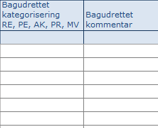 Bagudrettet
kategorisering
RE, PE, AK, PR, MV
Bagudrettet
kommentar